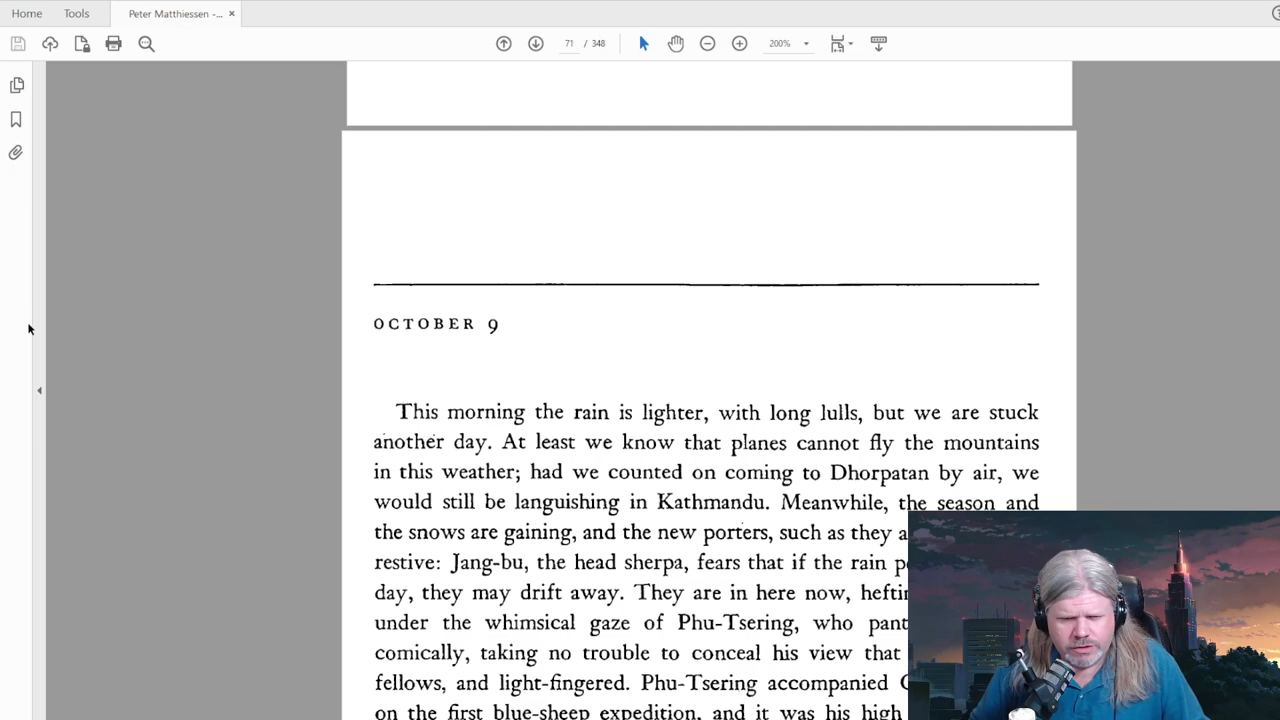 Home Tools Peter Matthiessen -... ×
71 / 348 200%
OCTOBER 9
This morning the rain is lighter, with long lulls, but we are stuck
another day. At least we know that planes cannot fly the mountains
in this weather; had we counted on coming to Dhorpatan by air, we
would still be languishing in Kathmandu. Meanwhile, the season and
the snows are gaining, and the new porters, such as they a
restive: Jang-bu, the head sherpa, fears that if the rain p
day, they may drift away. They are in here now, hefti
under the whimsical gaze of Phu-Tsering, who pant
comically, taking no trouble to conceal his view that
fellows, and light-fingered. Phu-Tsering accompanied
on the first blue-sheep expedition, and it was his high